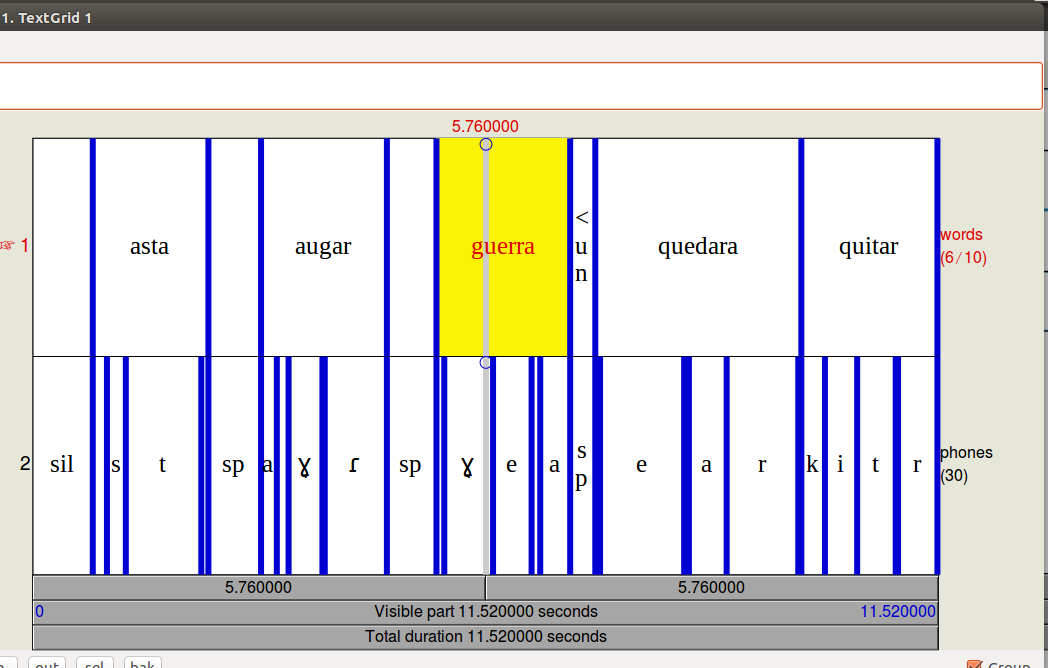 1. TextGrid 1
5.760000
☞ 1
asta augar guerra <un quedara quitar
words
(6/10)
2
sil s t sp a ɣ ɾ sp ɣ e a sp e a r k i t r
phones
(30)
5.760000 5.760000
0 Visible part 11.520000 seconds 11.520000
Total duration 11.520000 seconds
out sel bak Group